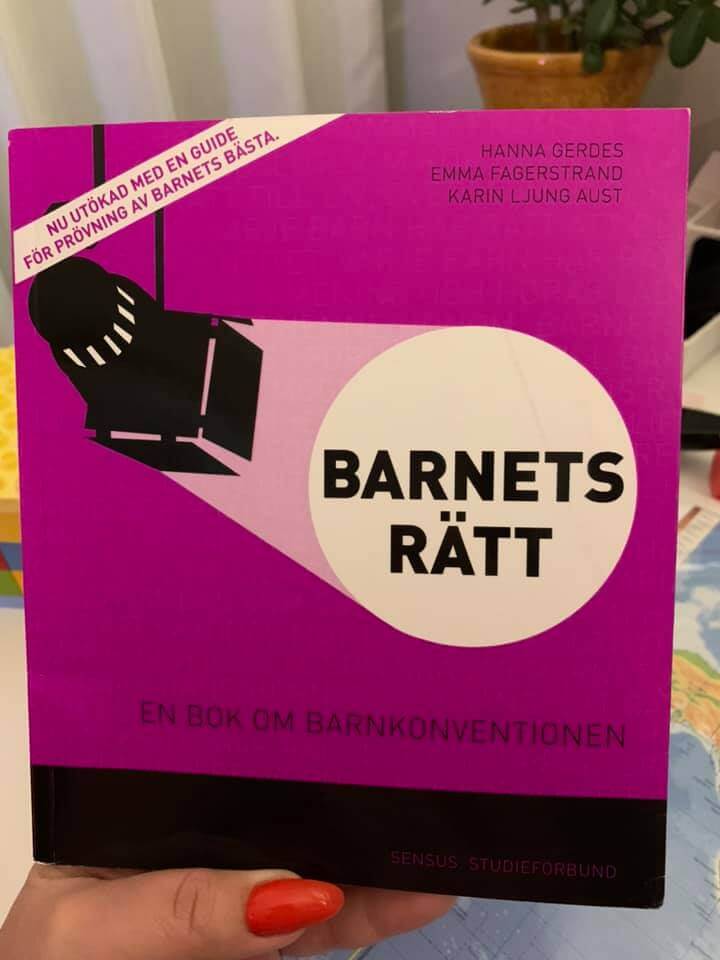 NU UTÖKAD MED EN GUIDE
FÖR PRÖVNING AV BARNETS BÄSTA.
HANNA GERDES
EMMA FAGERSTRAND
KARIN LJUNG AUST
BARNETS
RÄTT
EN BOK OM BARNKONVENTIONEN
SENSUS STUDIEFÖRBUND